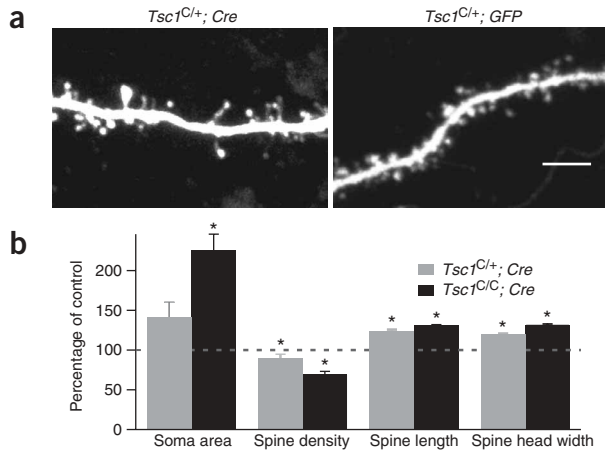 a
Tsc1C/+; Cre
Tsc1C/+; GFP
b
Percentage of control
200
150
100
50
0
*
*
*
*
*
*
*
Tsc1C/+; Cre
Tsc1C/C; Cre
Soma area
Spine density
Spine length
Spine head width